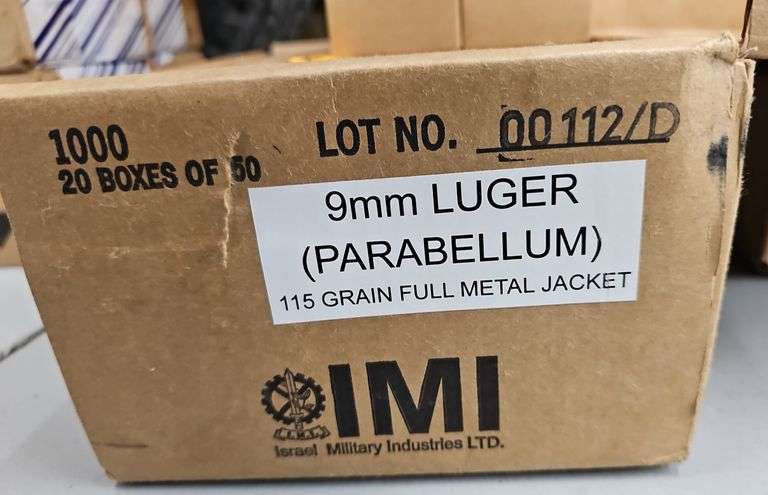 1000
20 BOXES OF 50
LOT NO. 00112/D
9mm LUGER
(PARABELLUM)
115 GRAIN FULL METAL JACKET
IMI
I.M.I.
Israel Military Industries LTD.